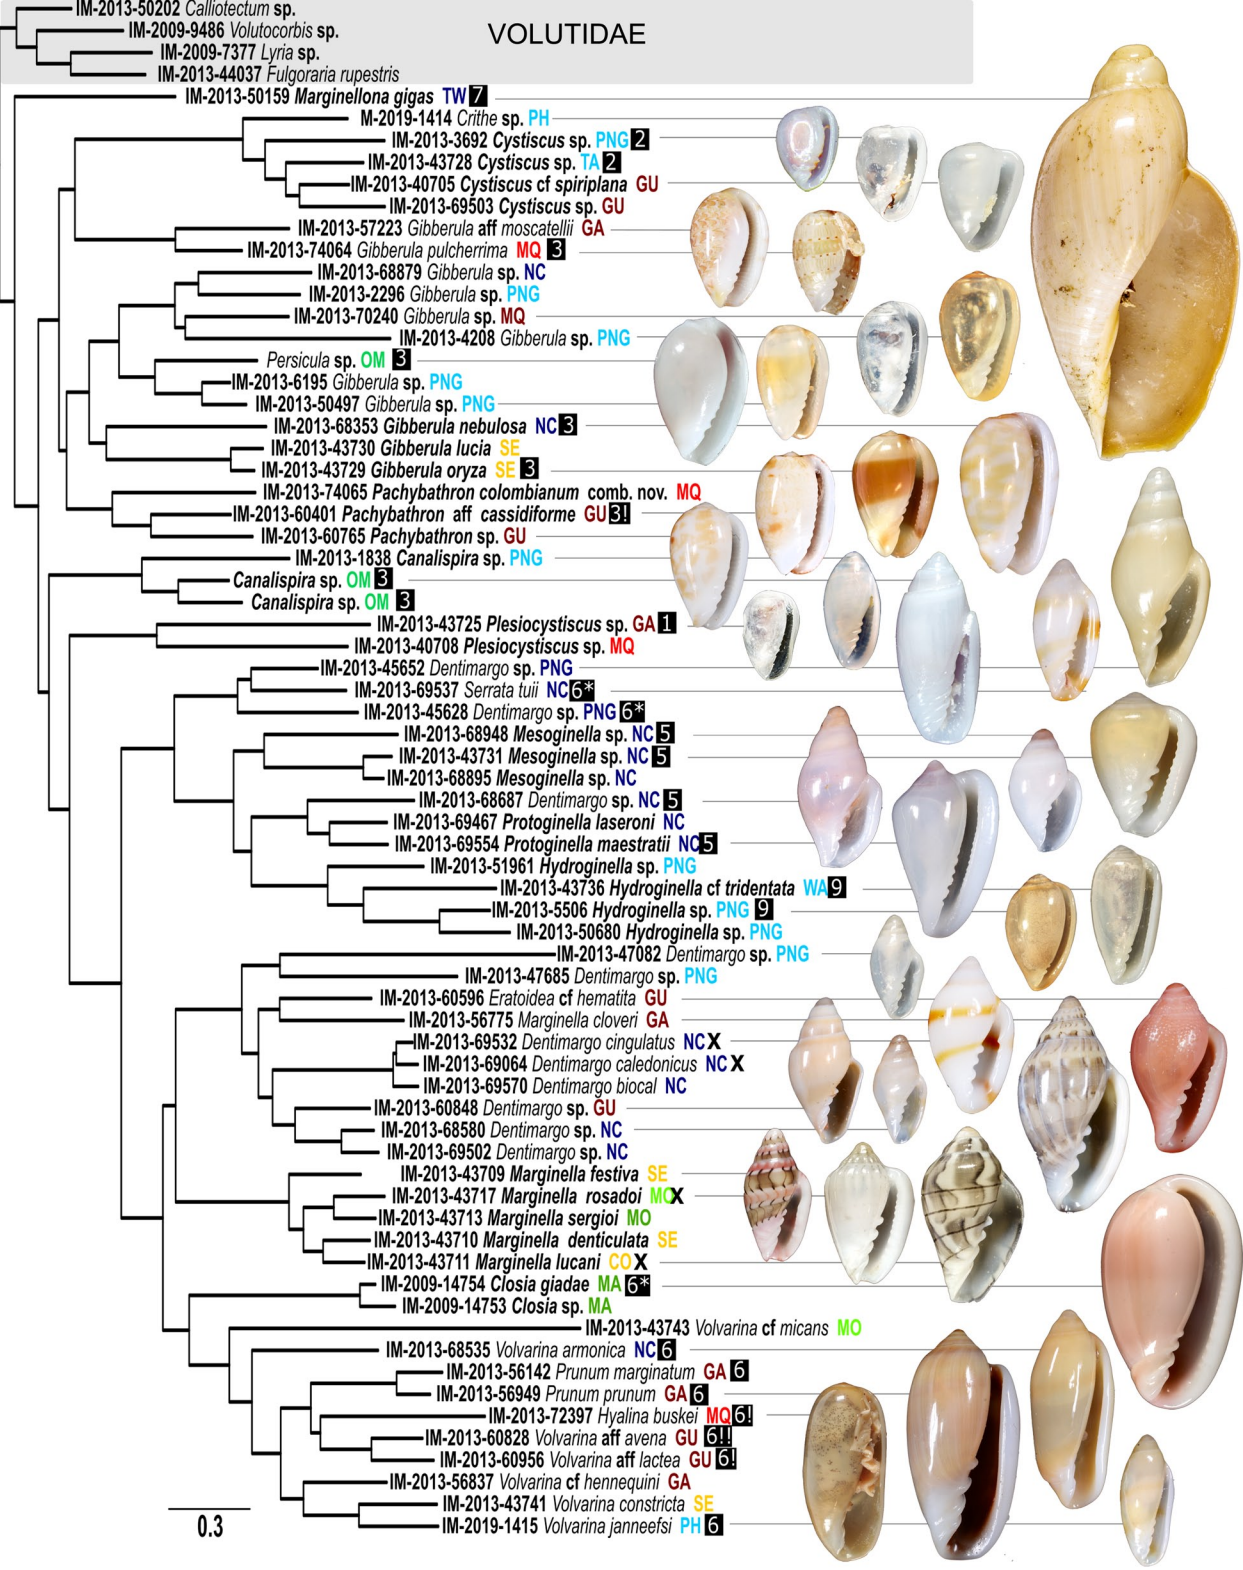 IM-2013-50202 Calliotectum sp.
IM-2009-9486 Volutocorbis sp.
VOLUTIDAE
IM-2009-7377 Lyria sp.
IM-2013-44037 Fulgoraria rupestris
IM-2013-50159 Marginellona gigas TW 7
M-2019-1414 Crithe sp. PH
IM-2013-3692 Cystiscus sp. PNG 2
IM-2013-43728 Cystiscus sp. TA 2
IM-2013-40705 Cystiscus cf spiriplana GU
IM-2013-69503 Cystiscus sp. GU
IM-2013-57223 Gibberula aff moscatellii GA
IM-2013-74064 Gibberula pulcherrima MQ 3
IM-2013-68879 Gibberula sp. NC
IM-2013-2296 Gibberula sp. PNG
IM-2013-70240 Gibberula sp. MQ
IM-2013-4208 Gibberula sp. PNG
Persicula sp. OM 3
IM-2013-6195 Gibberula sp. PNG
IM-2013-50497 Gibberula sp. PNG
IM-2013-68353 Gibberula nebulosa NC 3
IM-2013-43730 Gibberula lucia SE
IM-2013-43729 Gibberula oryza SE 3
IM-2013-74065 Pachybathron colombianum comb. nov. MQ
IM-2013-60401 Pachybathron aff cassidiforme GU 3!
IM-2013-60765 Pachybathron sp. GU
IM-2013-1838 Canalispira sp. PNG
Canalispira sp. OM 3
Canalispira sp. OM 3
IM-2013-43725 Plesiocystiscus sp. GA 1
IM-2013-40708 Plesiocystiscus sp. MQ
IM-2013-45652 Dentimargo sp. PNG
IM-2013-69537 Serrata tuii NC 6*
IM-2013-45628 Dentimargo sp. PNG 6*
IM-2013-68948 Mesoginella sp. NC 5
IM-2013-43731 Mesoginella sp. NC 5
IM-2013-68895 Mesoginella sp. NC
IM-2013-68687 Dentimargo sp. NC 5
IM-2013-69467 Protoginella laseroni NC
IM-2013-69554 Protoginella maestratii NC 5
IM-2013-51961 Hydroginella sp. PNG
IM-2013-43736 Hydroginella cf tridentata WA 9
IM-2013-5506 Hydroginella sp. PNG 9
IM-2013-50680 Hydroginella sp. PNG
IM-2013-47082 Dentimargo sp. PNG
IM-2013-47685 Dentimargo sp. PNG
IM-2013-60596 Eratoidea cf hematita GU
IM-2013-56775 Marginella cloveri GA
IM-2013-69532 Dentimargo cingulatus NC X
IM-2013-69064 Dentimargo caledonicus NC X
IM-2013-69570 Dentimargo biocal NC
IM-2013-60848 Dentimargo sp. GU
IM-2013-68580 Dentimargo sp. NC
IM-2013-69502 Dentimargo sp. NC
IM-2013-43709 Marginella festiva SE
IM-2013-43717 Marginella rosadoi MO X
IM-2013-43713 Marginella sergioi MO
IM-2013-43710 Marginella denticulata SE
IM-2013-43711 Marginella lucani CO X
IM-2009-14754 Closia giadae MA 6*
IM-2009-14753 Closia sp. MA
IM-2013-43743 Volvarina cf micans MO
IM-2013-68535 Volvarina armonica NC 6
IM-2013-56142 Prunum marginatum GA 6
IM-2013-56949 Prunum prunum GA 6
IM-2013-72397 Hyalina buskei MQ 6!
IM-2013-60828 Volvarina aff avena GU 6!!
IM-2013-60956 Volvarina aff lactea GU 6!
IM-2013-56837 Volvarina cf hennequini GA
IM-2013-43741 Volvarina constricta SE
IM-2019-1415 Volvarina janneefsi PH 6
0.3